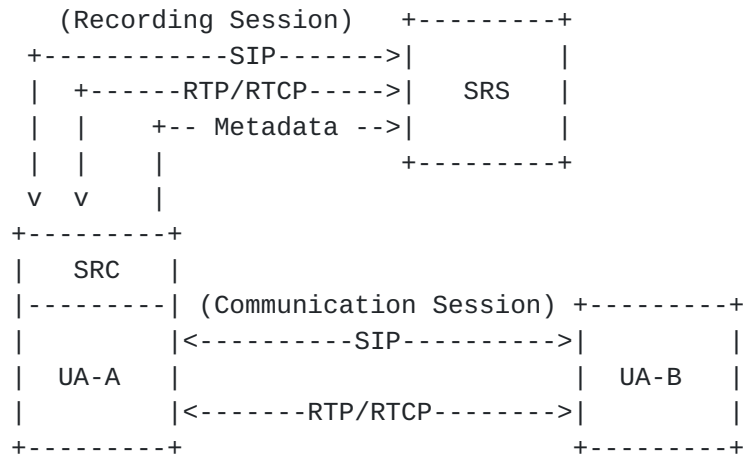 (Recording Session) +---------+
+------------SIP------->| |
| +------RTP/RTCP----->| SRS |
| | +-- Metadata -->| |
| | | +---------+
v v |
+---------+
| SRC |
|---------| (Communication Session) +---------+
| |<----------SIP---------->| |
| UA-A | | UA-B |
| |<-------RTP/RTCP-------->| |
+---------+ +---------+